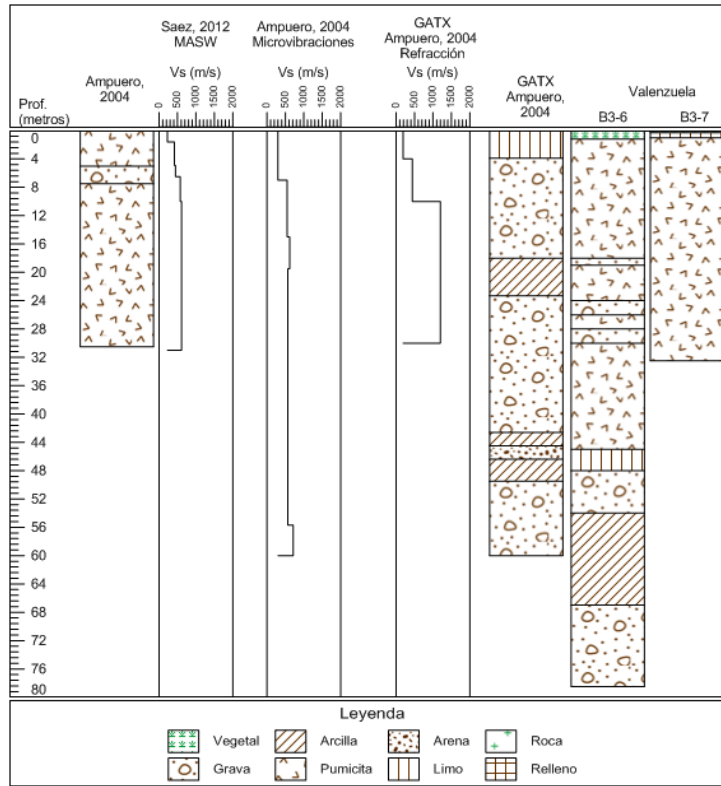 Saez, 2012
MASW
Ampuero, 2004
Microvibraciones
GATX
Ampuero, 2004
Refracción
Ampuero,
2004
Vs (m/s)
Vs (m/s)
Vs (m/s)
GATX
Ampuero,
2004
Valenzuela
Prof.
(metros)
0 500 1000 1500 2000
0 500 1000 1500 2000
0 500 1000 1500 2000
B3-6
B3-7
0
4
8
10
16
20
24
28
32
36
40
44
48
52
56
60
64
68
72
76
80
Leyenda
Vegetal
Arcilla
Arena
Roca
Grava
Pumicita
Limo
Relleno